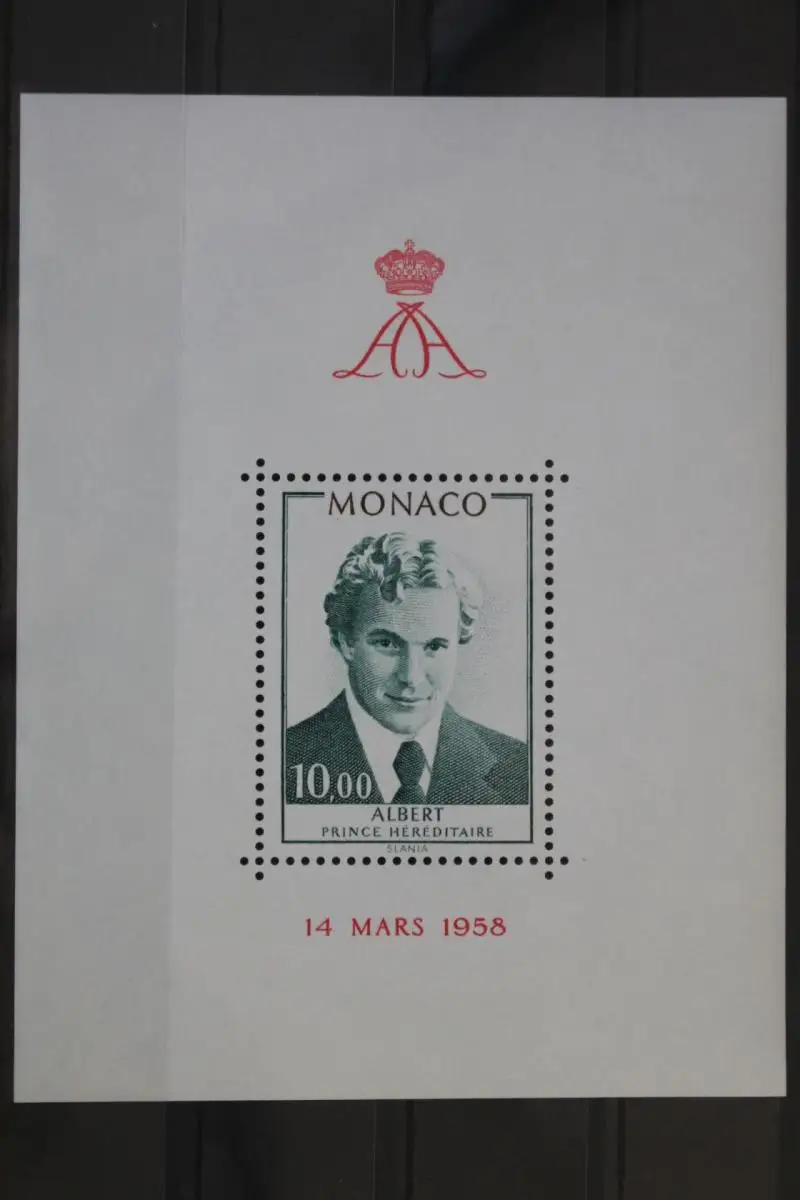 MONACO
10,00
ALBERT
PRINCE HÉRÉDITAIRE
SLANIA
14 MARS 1958